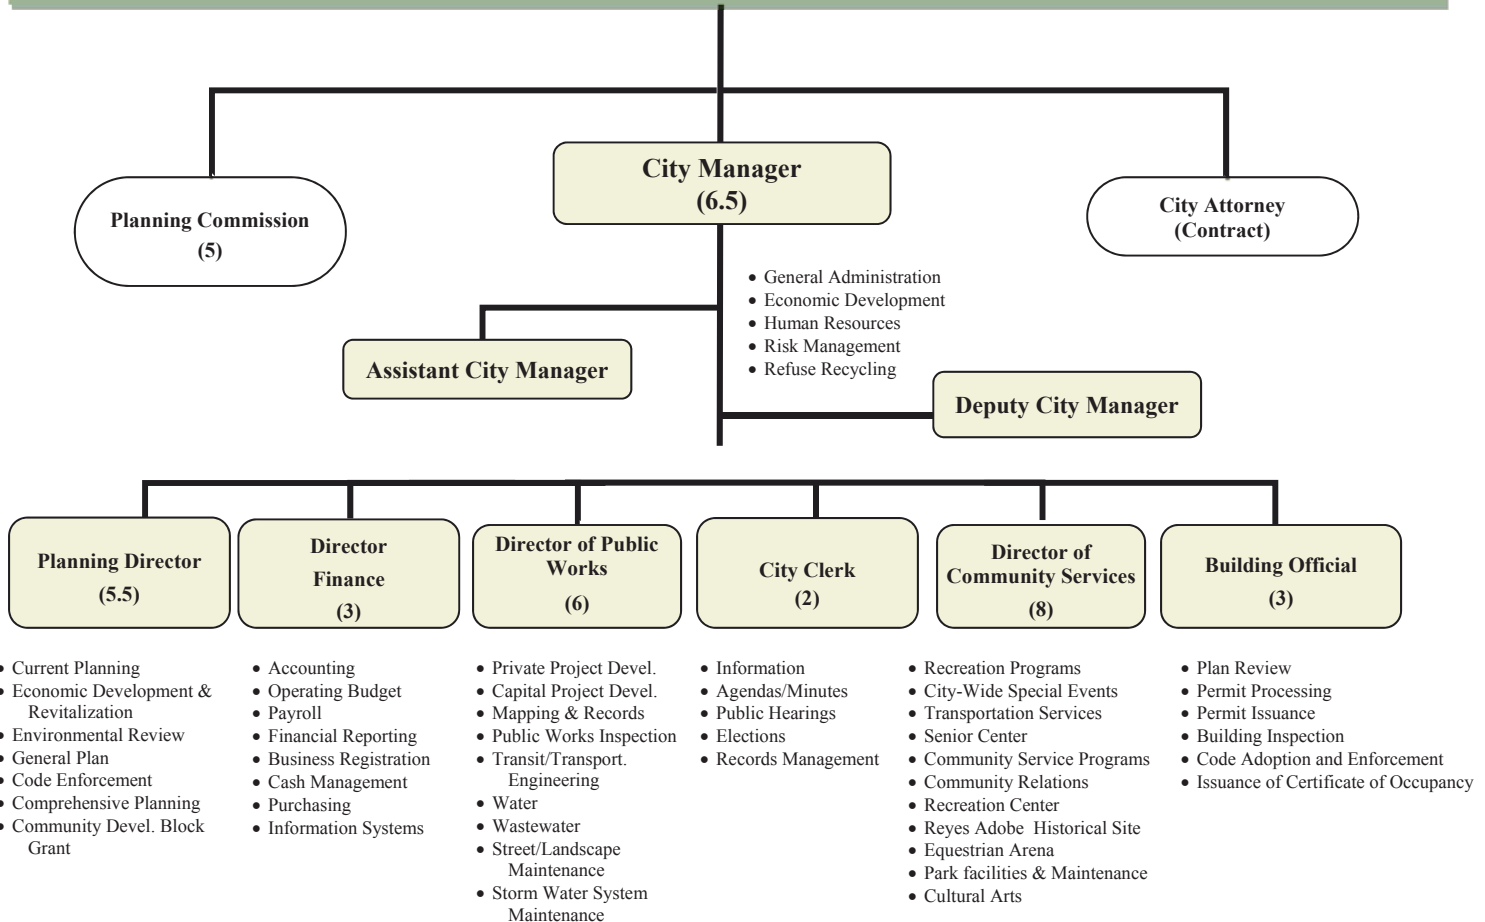 City Manager
(6.5)
Planning Commission
(5)
City Attorney
(Contract)
• General Administration
• Economic Development
• Human Resources
• Risk Management
• Refuse Recycling
Assistant City Manager
Deputy City Manager
Planning Director
(5.5)
Director
Finance
(3)
Director of Public
Works
(6)
City Clerk
(2)
Director of
Community Services
(8)
Building Official
(3)
• Current Planning
• Economic Development &
Revitalization
• Environmental Review
• General Plan
• Code Enforcement
• Comprehensive Planning
• Community Devel. Block
Grant
• Accounting
• Operating Budget
• Payroll
• Financial Reporting
• Business Registration
• Cash Management
• Purchasing
• Information Systems
• Private Project Devel.
• Capital Project Devel.
• Mapping & Records
• Public Works Inspection
• Transit/Transport.
Engineering
• Water
• Wastewater
• Street/Landscape
Maintenance
• Storm Water System
Maintenance
• Information
• Agendas/Minutes
• Public Hearings
• Elections
• Records Management
• Recreation Programs
• City-Wide Special Events
• Transportation Services
• Senior Center
• Community Service Programs
• Community Relations
• Recreation Center
• Reyes Adobe Historical Site
• Equestrian Arena
• Park facilities & Maintenance
• Cultural Arts
• Plan Review
• Permit Processing
• Permit Issuance
• Building Inspection
• Code Adoption and Enforcement
• Issuance of Certificate of Occupancy